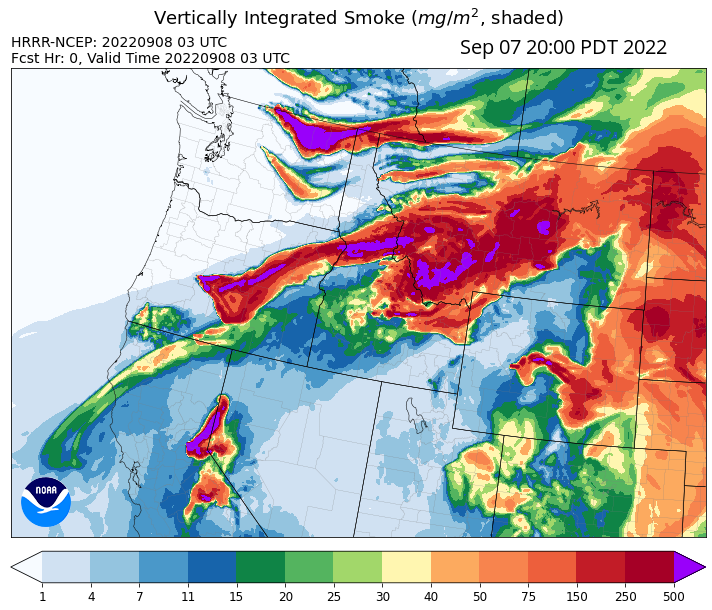 Vertically Integrated Smoke (mg/m², shaded)
HRRR-NCEP: 20220908 03 UTC
Fcst Hr: 0, Valid Time 20220908 03 UTC
Sep 07 20:00 PDT 2022
NOAA
1 4 7 11 15 20 25 30 40 50 75 150 250 500